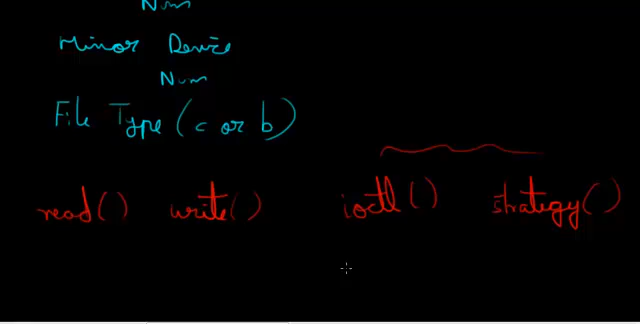 Num
Minor Device
Num
File Type (c or b)
read() write() ioctl() strategy()